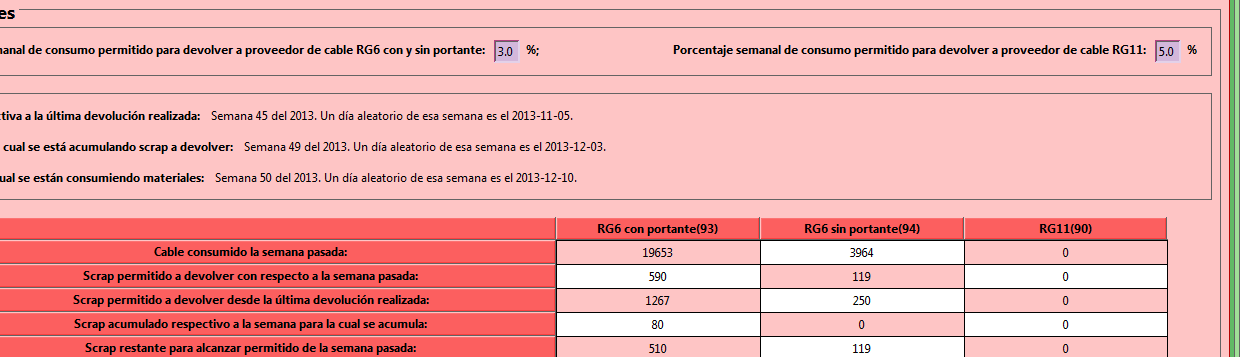 es
nanal de consumo permitido para devolver a proveedor de cable RG6 con y sin portante: 3.0 %; Porcentaje semanal de consumo permitido para devolver a proveedor de cable RG11: 5.0 %
ctiva a la última devolución realizada: Semana 45 del 2013. Un día aleatorio de esa semana es el 2013-11-05.
cual se está acumulando scrap a devolver: Semana 49 del 2013. Un día aleatorio de esa semana es el 2013-12-03.
ual se están consumiendo materiales: Semana 50 del 2013. Un día aleatorio de esa semana es el 2013-12-10.
RG6 con portante(93) RG6 sin portante(94) RG11(90)
Cable consumido la semana pasada: 19653 3964 0
Scrap permitido a devolver con respecto a la semana pasada: 590 119 0
Scrap permitido a devolver desde la última devolución realizada: 1267 250 0
Scrap acumulado respectivo a la semana para la cual se acumula: 80 0 0
Scrap restante para alcanzar permitido de la semana pasada: 510 119 0